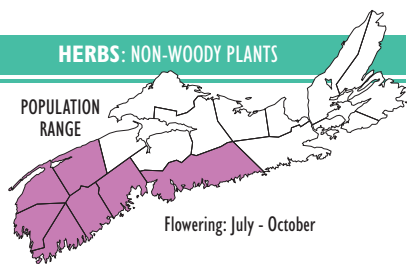 HERBS: NON-WOODY PLANTS
POPULATION
RANGE
Flowering: July - October